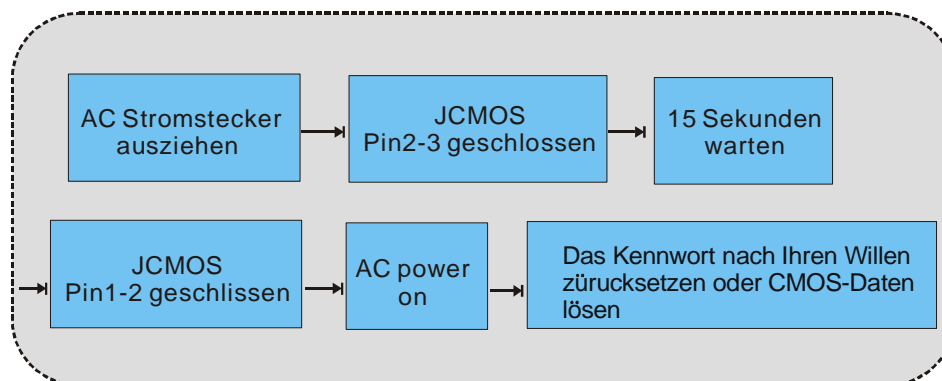 AC Stromstecker
ausziehen
JCMOS
Pin2-3 geschlossen
15 Sekunden
warten
JCMOS
Pin1-2 geschlissen
AC power
on
Das Kennwort nach Ihren Willen
zürucksetzen oder CMOS-Daten
lösen